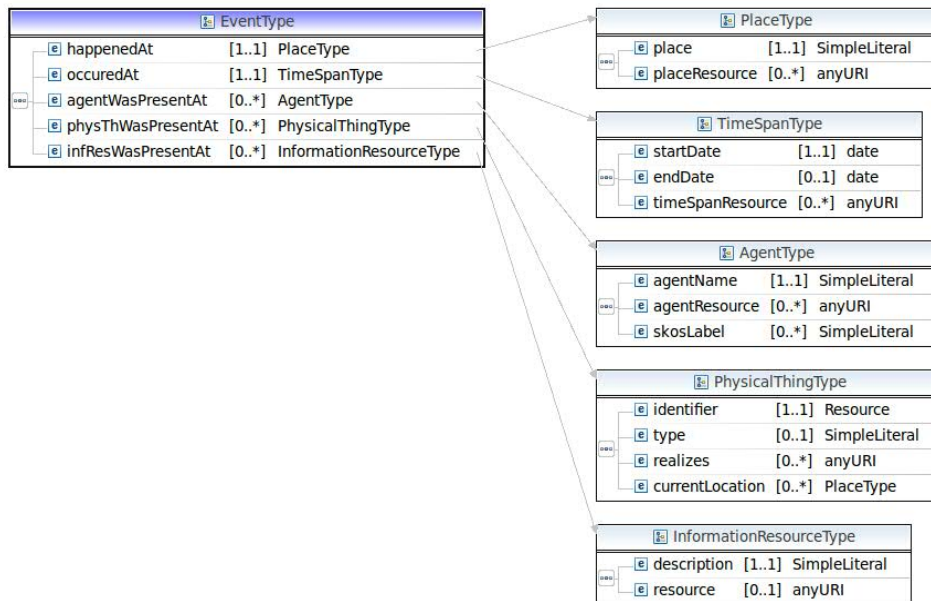 EventType
happenedAt [1..1] PlaceType
occuredAt [1..1] TimeSpanType
agentWasPresentAt [0..*] AgentType
physThWasPresentAt [0..*] PhysicalThingType
infResWasPresentAt [0..*] InformationResourceType
PlaceType
place [1..1] SimpleLiteral
placeResource [0..*] anyURI
TimeSpanType
startDate [1..1] date
endDate [0..1] date
timeSpanResource [0..*] anyURI
AgentType
agentName [1..1] SimpleLiteral
agentResource [0..*] anyURI
skosLabel [0..*] SimpleLiteral
PhysicalThingType
identifier [1..1] Resource
type [0..1] SimpleLiteral
realizes [0..*] anyURI
currentLocation [0..*] PlaceType
InformationResourceType
description [1..1] SimpleLiteral
resource [0..1] anyURI